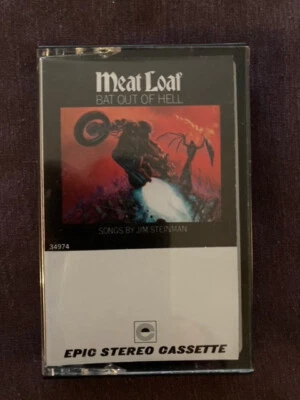 Meat Loaf
BAT OUT OF HELL
SONGS BY JIM STEINMAN
34974
EPIC STEREO CASSETTE